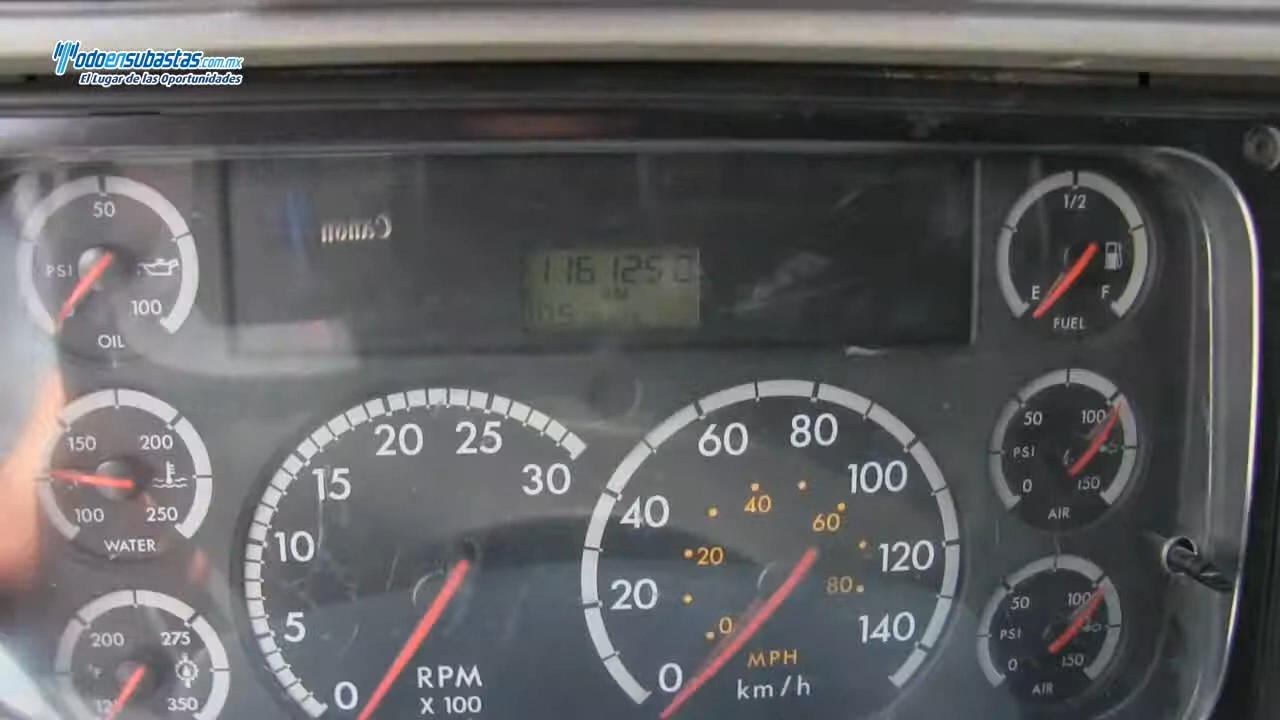 Todoensubastas.com.mx
El Lugar de las Oportunidades
50
PSI
100
OIL
Canon
1161250
KM
1/2
E
F
FUEL
150
200
100
250
WATER
0
5
10
15
20
25
30
RPM
X 100
0
20
40
60
80
100
120
140
0
20
40
60
80
MPH
km/h
50
100
PSI
0
150
AIR
50
100
PSI
0
150
AIR
200
275
°F
350